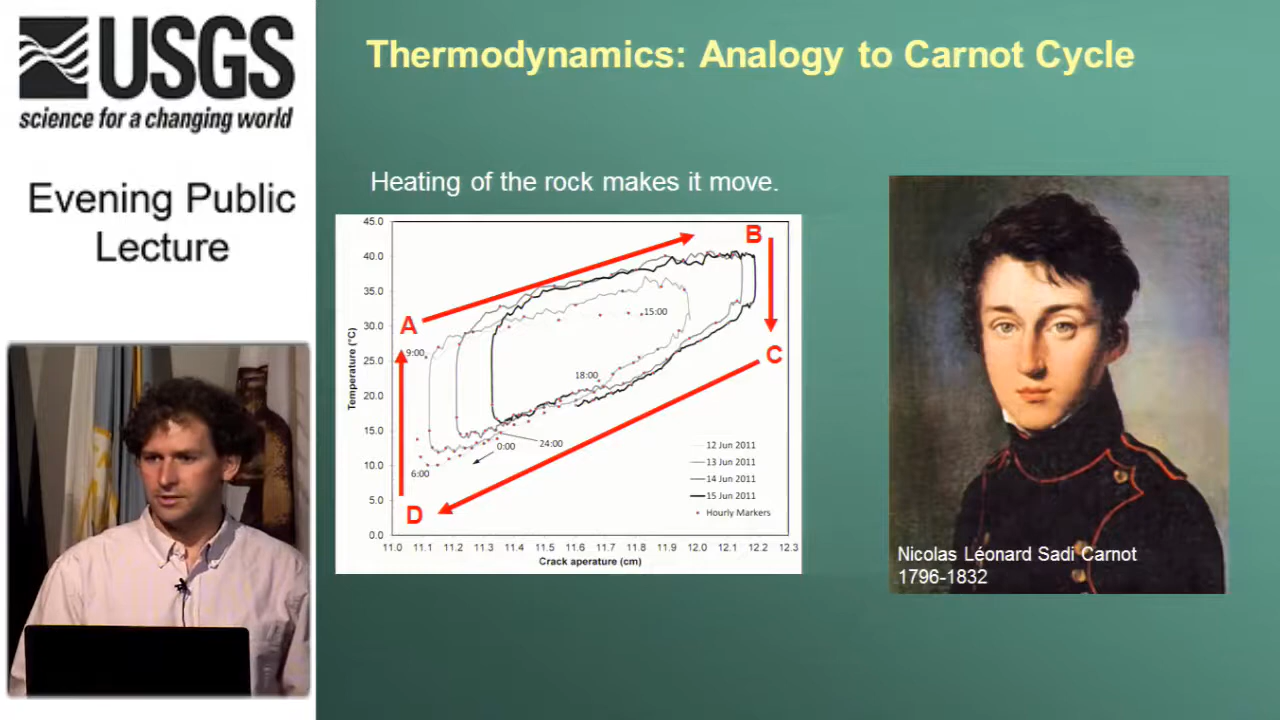 USGS
science for a changing world
Evening Public
Lecture
Thermodynamics: Analogy to Carnot Cycle
Heating of the rock makes it move.
45.0
40.0
35.0
30.0
25.0
20.0
15.0
10.0
5.0
0.0
Temperature (°C)
A
B
C
D
9:00
15:00
18:00
24:00
0:00
6:00
12 Jun 2011
13 Jun 2011
14 Jun 2011
15 Jun 2011
Hourly Markers
11.0 11.1 11.2 11.3 11.4 11.5 11.6 11.7 11.8 11.9 12.0 12.1 12.2 12.3
Crack aperature (cm)
Nicolas Léonard Sadi Carnot
1796-1832